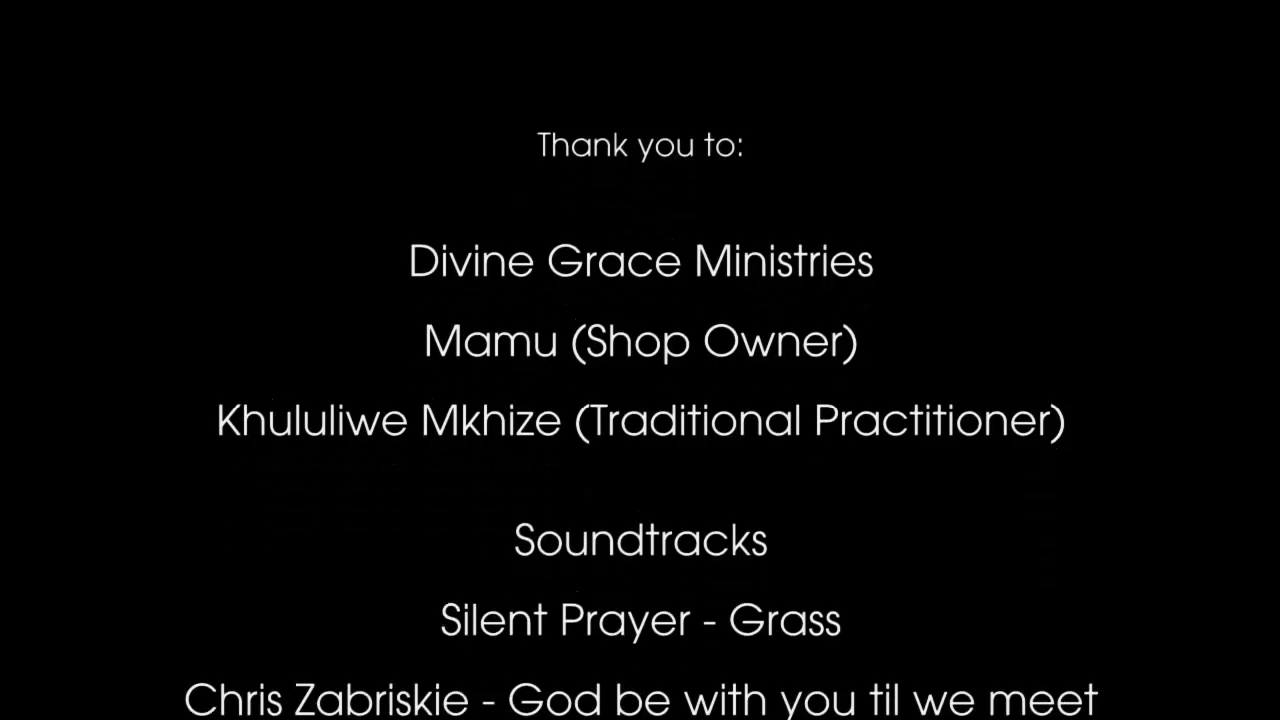 Thank you to:
Divine Grace Ministries
Mamu (Shop Owner)
Khululiwe Mkhize (Traditional Practitioner)
Soundtracks
Silent Prayer - Grass
Chris Zabriskie - God be with you til we meet